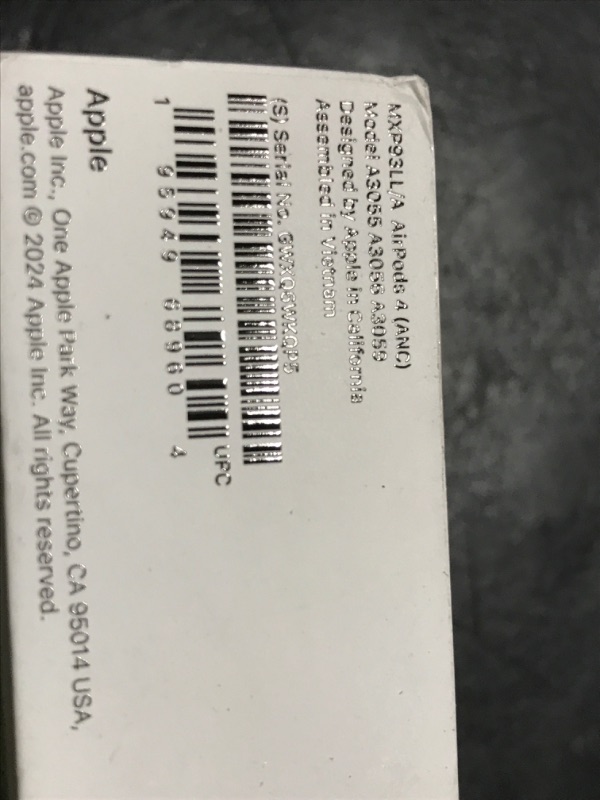 MXP93LL/A AirPods 4 (ANC)
Model A3055 A3056 A3059
Designed by Apple in California
Assembled in Vietnam
(S) Serial No.
UPC
1 95949 68960 4
Apple
Apple Inc., One Apple Park Way, Cupertino, CA 95014 USA,
apple.com © 2024 Apple Inc. All rights reserved.